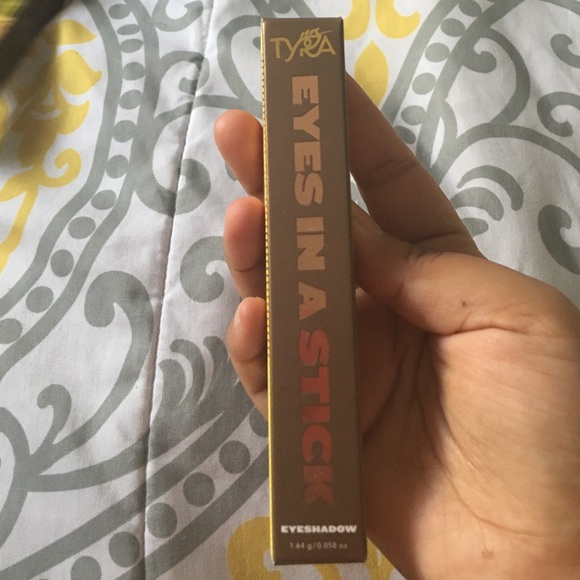 TYRA
EYES IN A STICK
EYESHADOW
1.64 g/0.058 oz